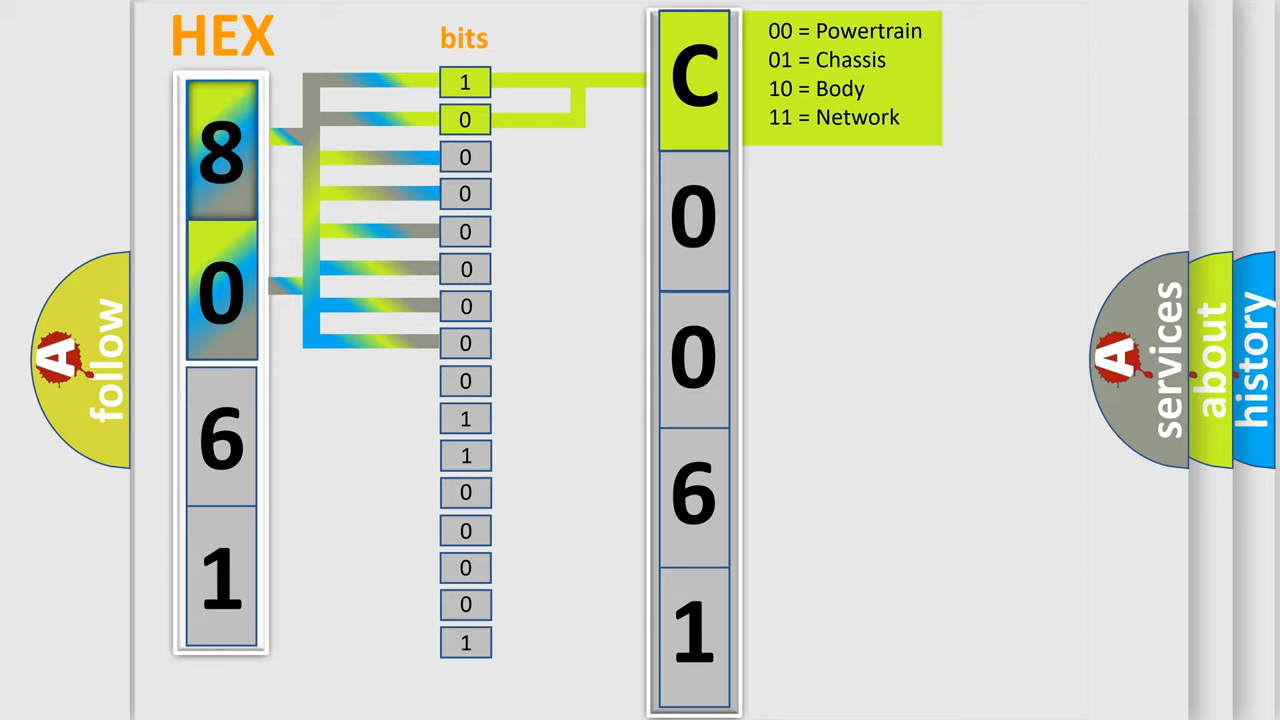 HEX
bits
8
0
6
1
1
0
0
0
0
0
0
0
0
1
1
0
0
0
0
1
C
0
0
6
1
00 = Powertrain
01 = Chassis
10 = Body
11 = Network
A
follow
A
services
about
history